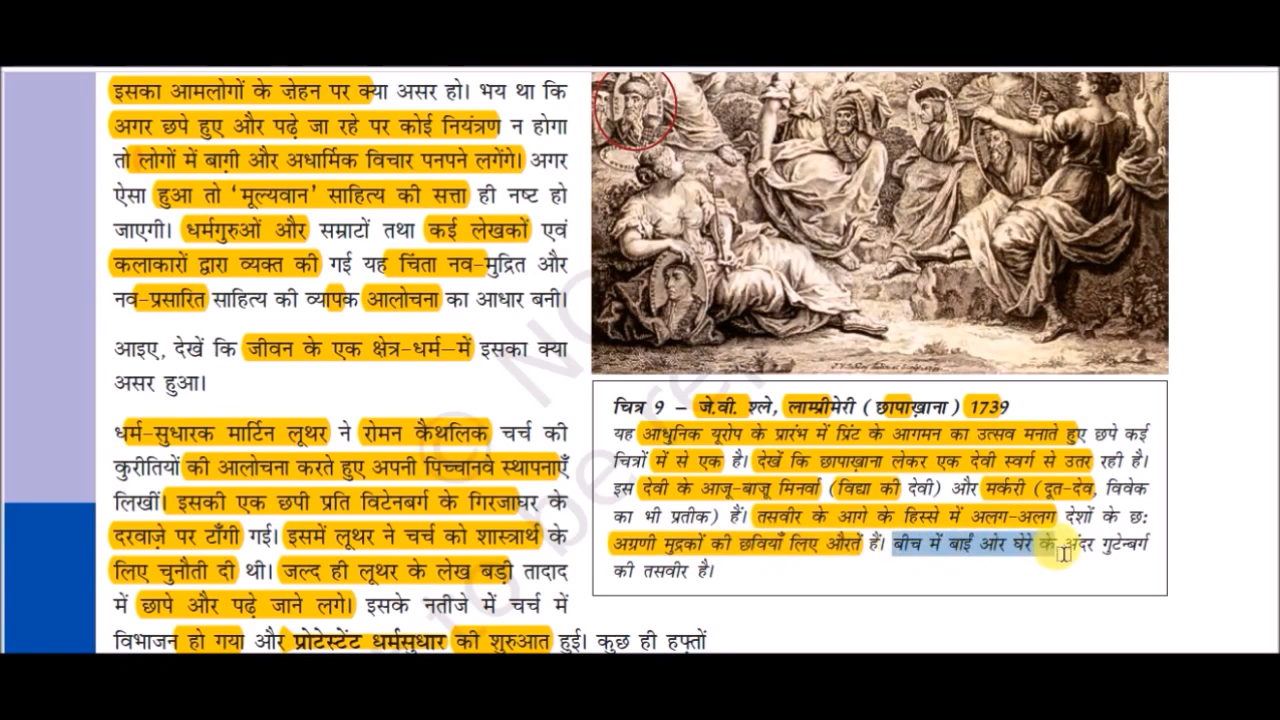 इसका आमलोगों के ज़ेहन पर क्या असर हो। भय था कि
अगर छपे हुए और पढ़े जा रहे पर कोई नियंत्रण न होगा
तो लोगों में बाग़ी और अधार्मिक विचार पनपने लगेंगे। अगर
ऐसा हुआ तो 'मूल्यवान' साहित्य की सत्ता ही नष्ट हो
जाएगी। धर्मगुरुओं और सम्राटों तथा कई लेखकों एवं
कलाकारों द्वारा व्यक्त की गई यह चिंता नव-मुद्रित और
नव-प्रसारित साहित्य की व्यापक आलोचना का आधार बनी।
आइए, देखें कि जीवन के एक क्षेत्र-धर्म—में इसका क्या
असर हुआ।
धर्म-सुधारक मार्टिन लूथर ने रोमन कैथलिक चर्च की
कुरीतियों की आलोचना करते हुए अपनी पिच्चानवे स्थापनाएँ
लिखीं। इसकी एक छपी प्रति विटेनबर्ग के गिरजाघर के
दरवाज़े पर टाँगी गई। इसमें लूथर ने चर्च को शास्त्रार्थ के
लिए चुनौती दी थी। जल्द ही लूथर के लेख बड़ी तादाद
में छापे और पढ़े जाने लगे। इसके नतीजे में चर्च में
विभाजन हो गया और प्रोटेस्टेंट धर्मसुधार की शुरुआत हुई। कुछ ही हफ़्तों
चित्र 9 – जे.वी. श्ले, लाम्प्रीमेरी (छापाख़ाना) 1739
यह आधुनिक यूरोप के प्रारंभ में प्रिंट के आगमन का उत्सव मनाते हुए छपे कई
चित्रों में से एक है। देखें कि छापाख़ाना लेकर एक देवी स्वर्ग से उतर रही है।
इस देवी के आजू-बाजू मिनर्वा (विद्या की देवी) और मर्करी (दूत-देव, विवेक
का भी प्रतीक) हैं। तसवीर के आगे के हिस्से में अलग-अलग देशों के छः
अग्रणी मुद्रकों की छवियाँ लिए औरतें हैं। बीच में बाईं ओर घेरे के अंदर गुटेन्बर्ग
की तसवीर है।